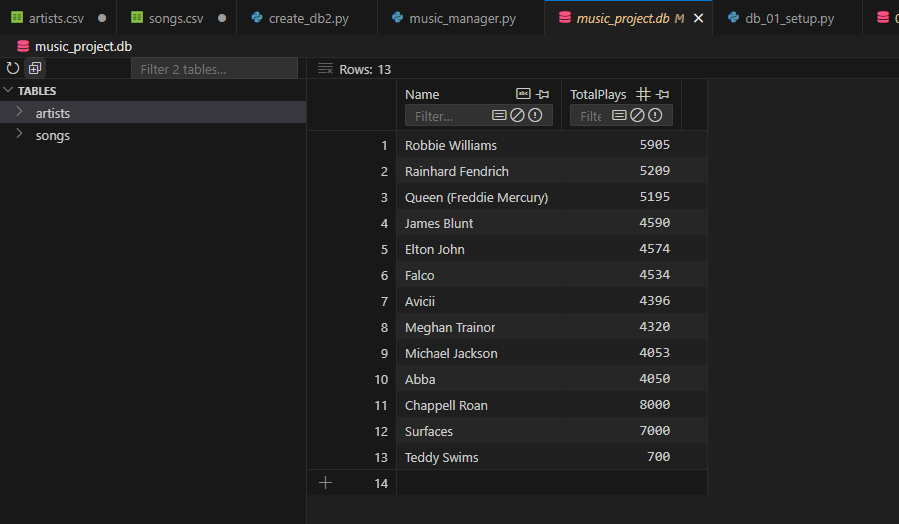 artists.csv songs.csv create_db2.py music_manager.py music_project.db M db_01_setup.py
music_project.db
Filter 2 tables... Rows: 13
TABLES
artists
songs
Name TotalPlays
Filter... Filte
1 Robbie Williams 5905
2 Rainhard Fendrich 5209
3 Queen (Freddie Mercury) 5195
4 James Blunt 4590
5 Elton John 4574
6 Falco 4534
7 Avicii 4396
8 Meghan Trainor 4320
9 Michael Jackson 4053
10 Abba 4050
11 Chappell Roan 8000
12 Surfaces 7000
13 Teddy Swims 700
14